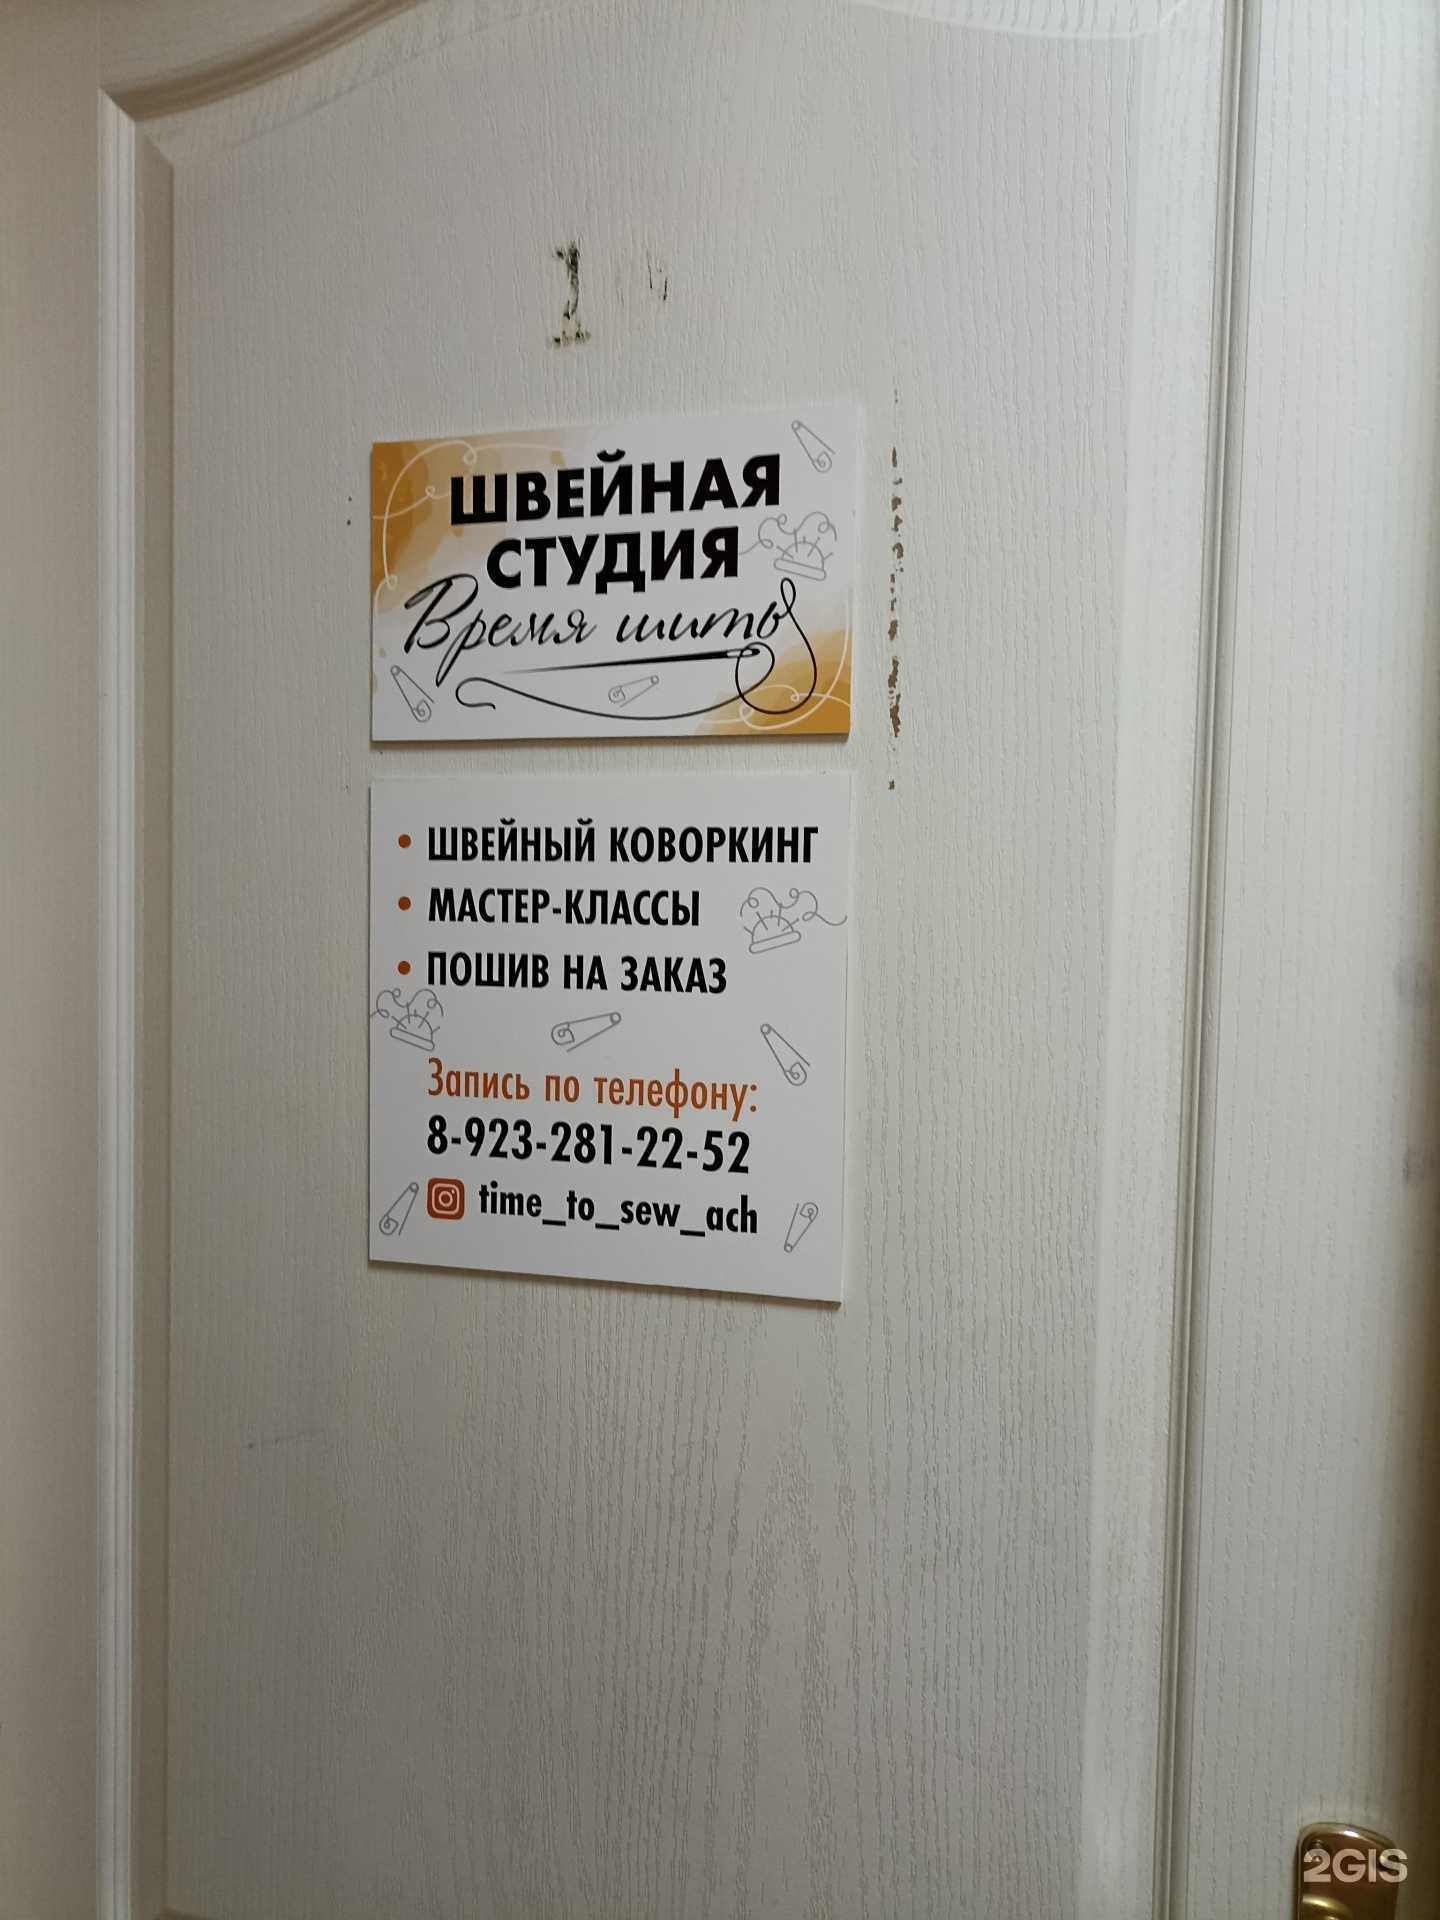 1
ШВЕЙНАЯ
СТУДИЯ
Время шить
• ШВЕЙНЫЙ КОВОРКИНГ
• МАСТЕР-КЛАССЫ
• ПОШИВ НА ЗАКАЗ
Запись по телефону:
8-923-281-22-52
time_to_sew_ach
2GIS